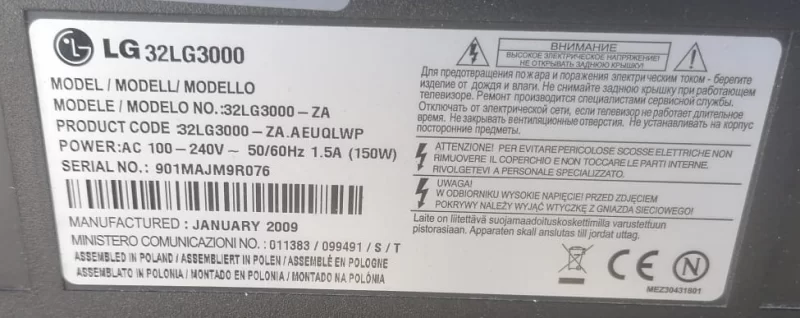 LG 32LG3000
MODEL / MODELL/ MODELLO
MODELE / MODELO NO.:32LG3000-ZA
PRODUCT CODE :32LG3000-ZA.AEUQLWP
POWER:AC 100-240V~ 50/60Hz 1.5A (150W)
SERIAL NO.: 901MAJM9R076
MANUFACTURED : JANUARY 2009
MINISTERO COMUNICAZIONI NO. : 011383 / 099491 / S / T
ASSEMBLED IN POLAND / ASSEMBLIERT IN POLEN / ASSEMBLÉ EN POLOGNE
ASSEMBLATO IN POLONIA / MONTADO EN POLONIA / MONTADO NA POLÓNIA
ВНИМАНИЕ
ВЫСОКОЕ ЭЛЕКТРИЧЕСКОЕ НАПРЯЖЕНИЕ!
НЕ ОТКРЫВАТЬ ЗАДНЮЮ КРЫШКУ!
Для предотвращения пожара и поражения электрическим током - берегите
изделие от дождя и влаги. Не снимайте заднюю крышку при работающем
телевизоре. Ремонт производится специалистами сервисной службы.
Отключать от электрической сети, если телевизор не работает длительное
время. Не закрывать вентиляционные отверстия. Не устанавливать на крышку
посторонние предметы.
ATTENZIONE! PER EVITARE PERICOLOSE SCOSSE ELETTRICHE NON
RIMUOVERE IL COPERCHIO E NON TOCCARE LE PARTI INTERNE.
RIVOLGETEVI A PERSONALE SPECIALIZZATO.
UWAGA!
W ODBIORNIKU WYSOKIE NAPIĘCIE! PRZED ZDJĘCIEM
POKRYWY NALEŻY WYJĄĆ WTYCZKĘ Z GNIAZDA SIECIOWEGO!
Laite on liitettävä suojamaadoituskoskettimilla varustettuun
pistorasiaan. Apparaten skall anslutas till jordat uttag.
CE N
MEZ30431801